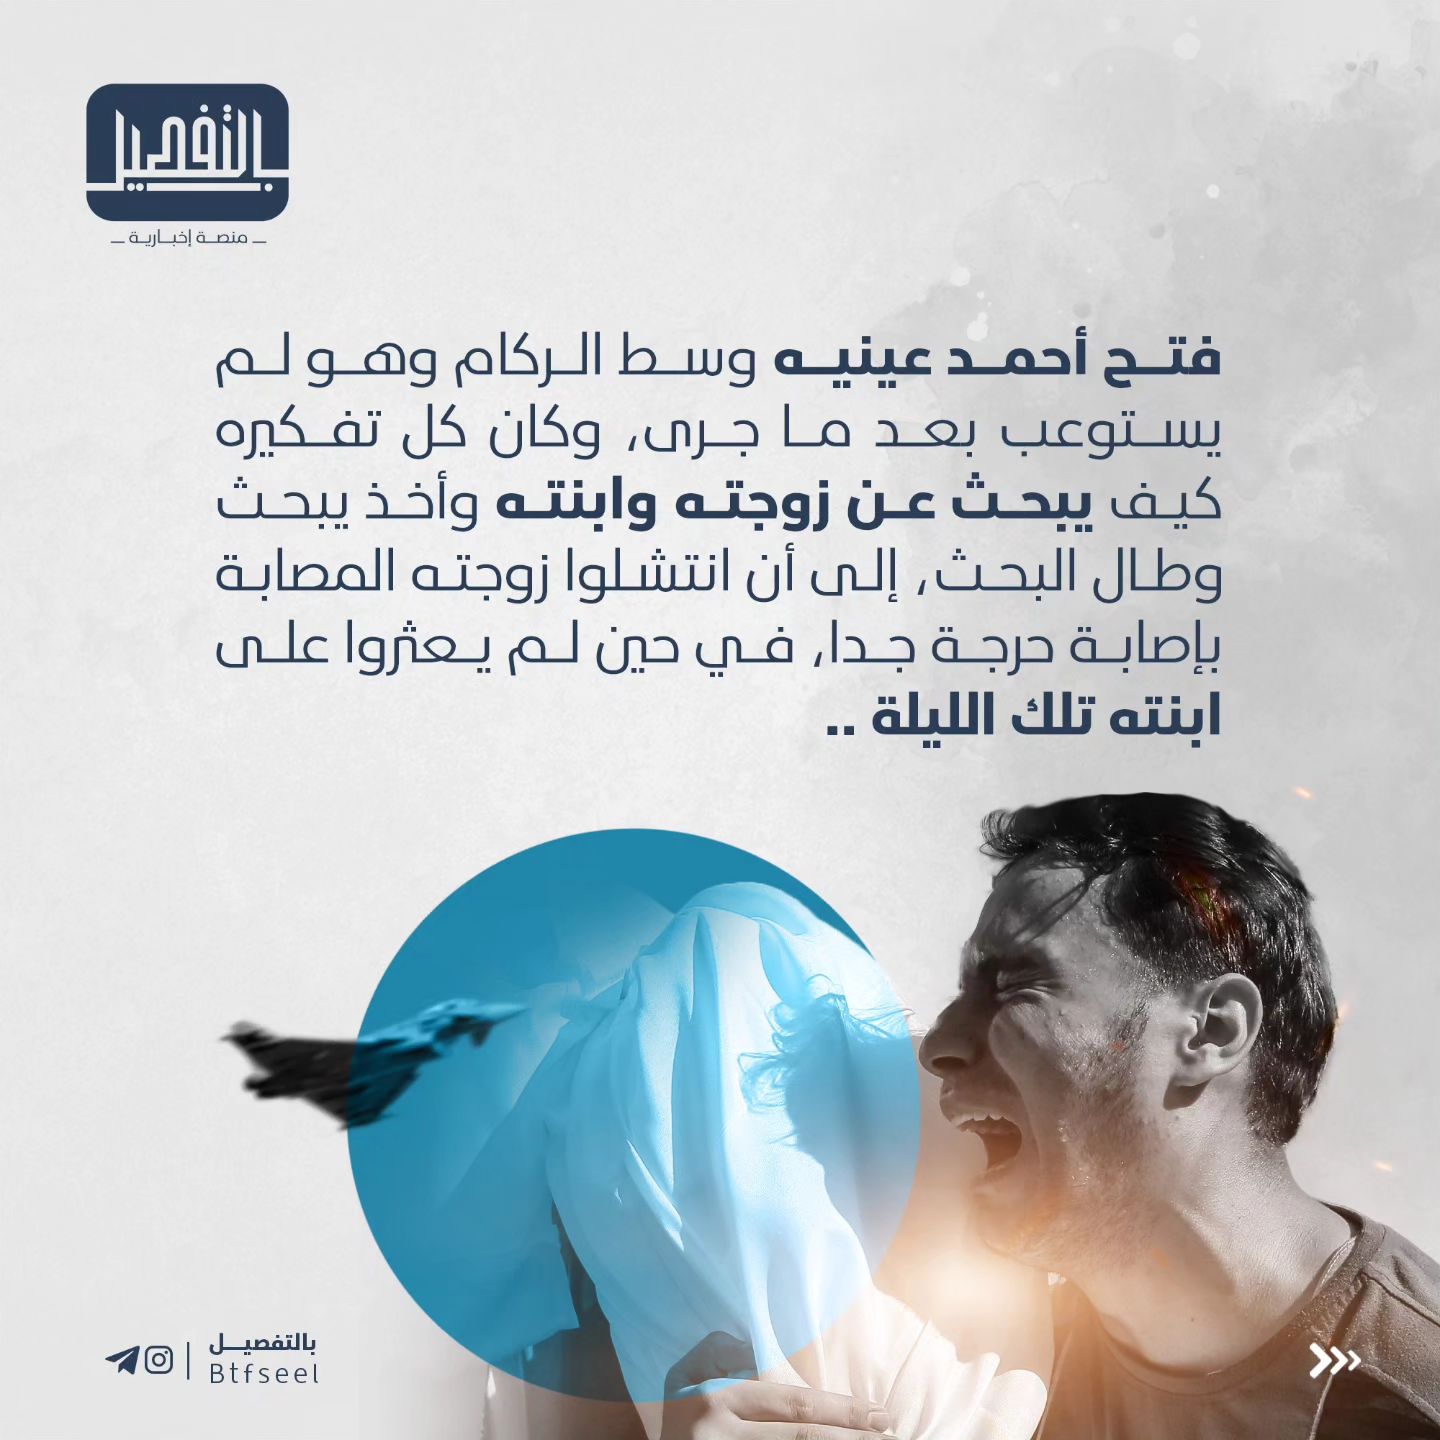 بالتفصيل
منصة إخبارية
فتح أحمد عينيه وسط الركام وهو لم
يستوعب بعد ما جرى، وكان كل تفكيره
كيف يبحث عن زوجته وابنته وأخذ يبحث
وطال البحث، إلى أن انتشلوا زوجته المصابة
بإصابة حرجة جدا، في حين لم يعثروا على
ابنته تلك الليلة ..
بالتفصيل
Btfseel